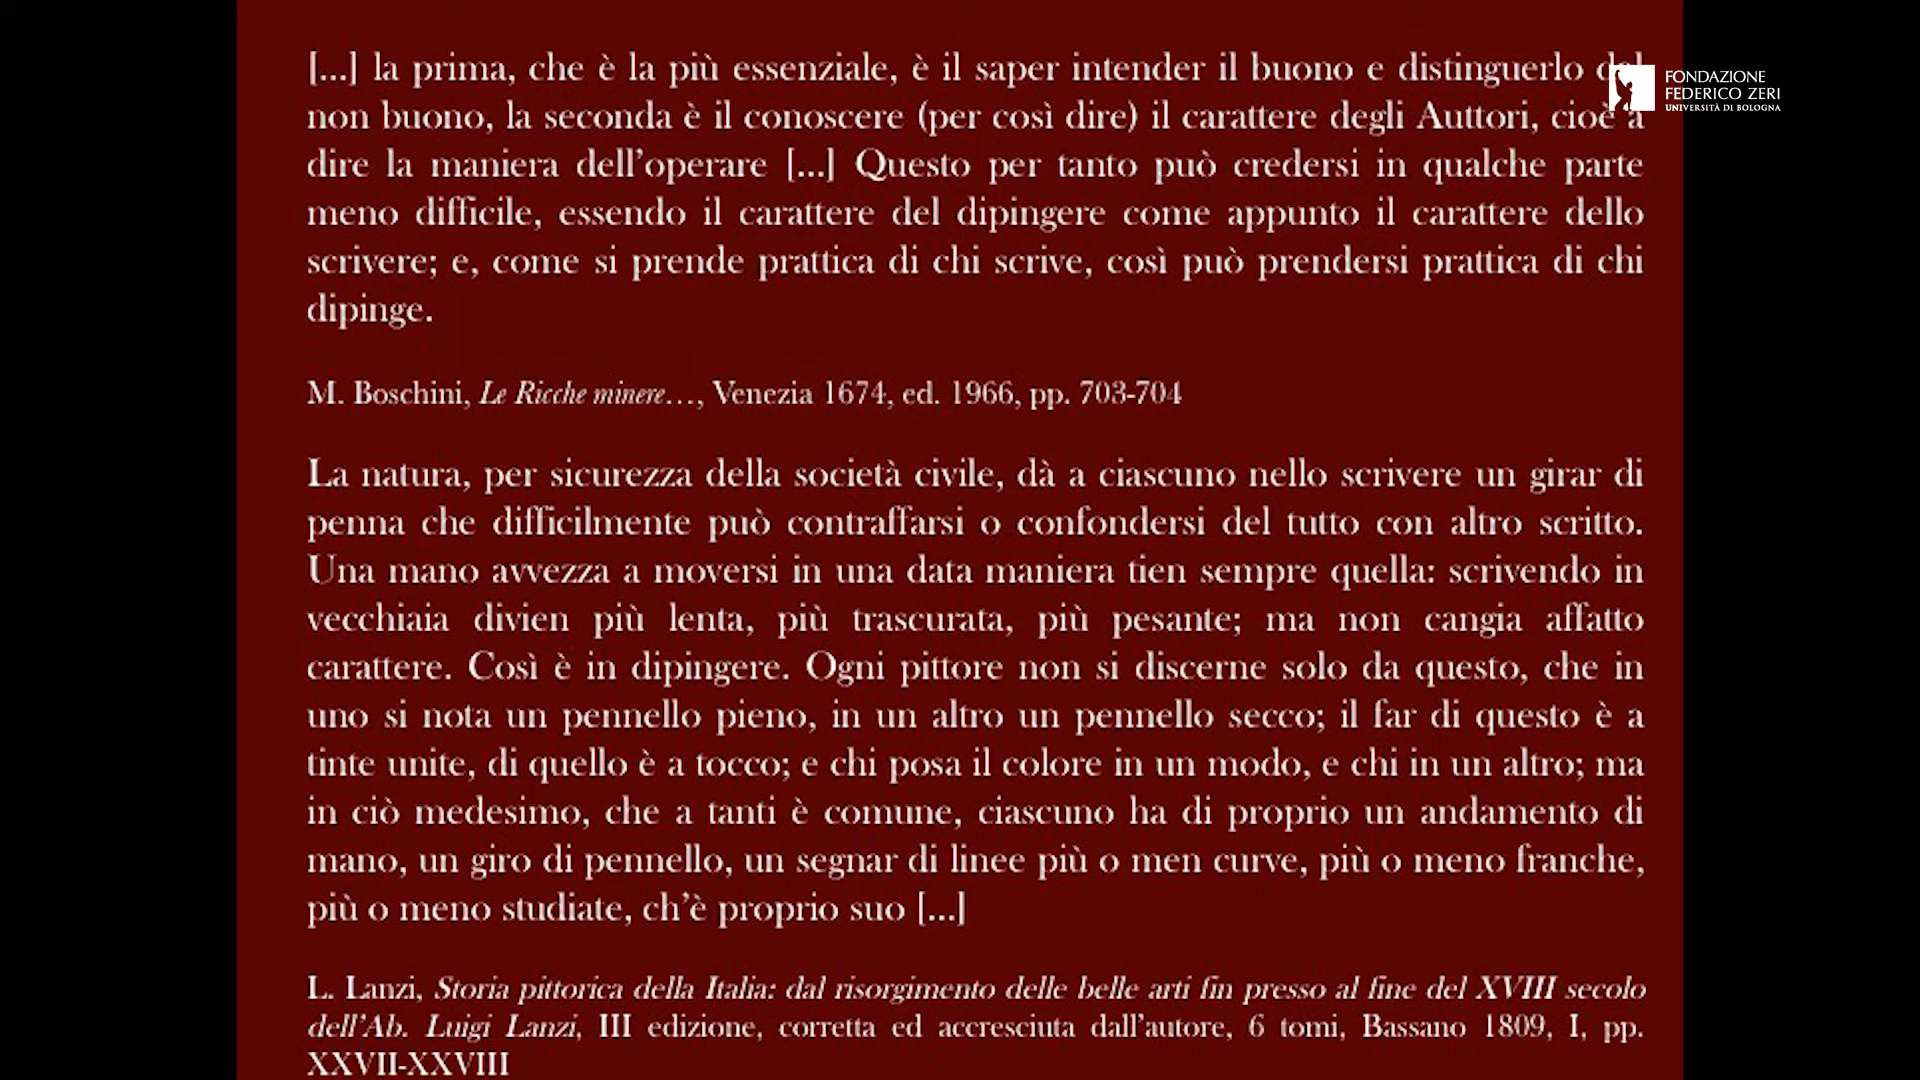 [...] la prima, che è la più essenziale, è il saper intender il buono e distinguerlo del
non buono, la seconda è il conoscere (per così dire) il carattere degli Auttori, cioè a
dire la maniera dell'operare [...] Questo per tanto può credersi in qualche parte
meno difficile, essendo il carattere del dipingere come appunto il carattere dello
scrivere; e, come si prende prattica di chi scrive, così può prendersi prattica di chi
dipinge.
M. Boschini, Le Ricche minere…, Venezia 1674, ed. 1966, pp. 703-704
La natura, per sicurezza della società civile, dà a ciascuno nello scrivere un girar di
penna che difficilmente può contraffarsi o confondersi del tutto con altro scritto.
Una mano avvezza a moversi in una data maniera tien sempre quella: scrivendo in
vecchiaia divien più lenta, più trascurata, più pesante; ma non cangia affatto
carattere. Così è in dipingere. Ogni pittore non si discerne solo da questo, che in
uno si nota un pennello pieno, in un altro un pennello secco; il far di questo è a
tinte unite, di quello è a tocco; e chi posa il colore in un modo, e chi in un altro; ma
in ciò medesimo, che a tanti è comune, ciascuno ha di proprio un andamento di
mano, un giro di pennello, un segnar di linee più o men curve, più o meno franche,
più o meno studiate, ch'è proprio suo [...]
L. Lanzi, Storia pittorica della Italia: dal risorgimento delle belle arti fin presso al fine del XVIII secolo
dell'Ab. Luigi Lanzi, III edizione, corretta ed accresciuta dall'autore, 6 tomi, Bassano 1809, I, pp.
XXVII-XXVIII
FONDAZIONE
FEDERICO ZERI
UNIVERSITÀ DI BOLOGNA